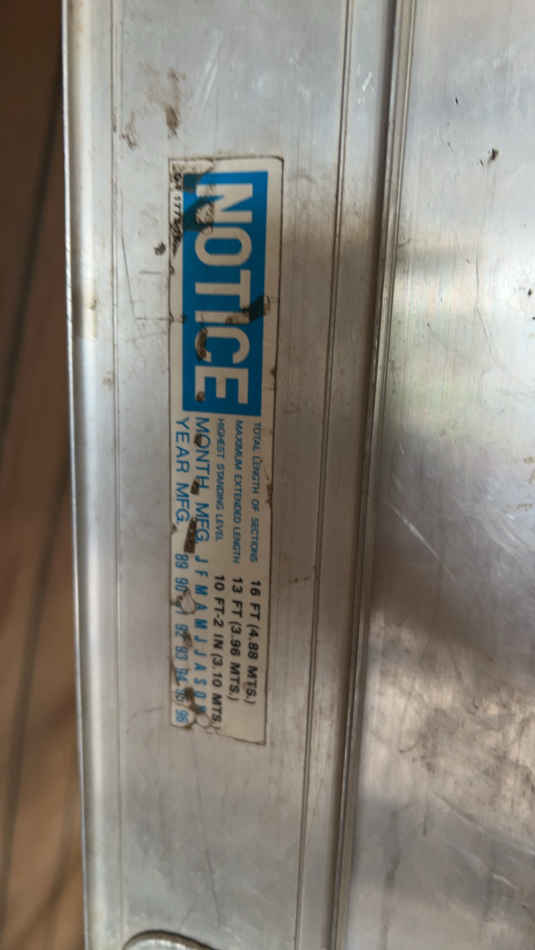 NOTICE
TOTAL LENGTH OF SECTIONS 16 FT (4.88 MTS.)
MAXIMUM EXTENDED LENGTH 13 FT (3.96 MTS.)
HIGHEST STANDING LEVEL 10 FT-2 IN (3.10 MTS.)
MONTH MFG. J F M A M J J A S O N
YEAR MFG. 89 90 92 93 94 95 96